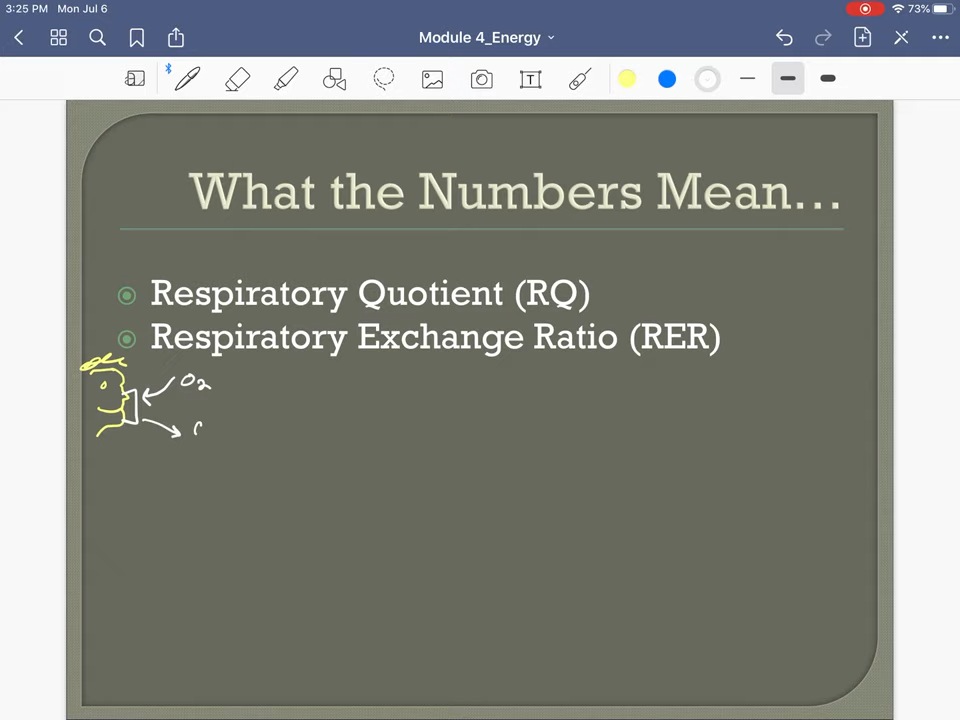 3:25 PM Mon Jul 6
73%
Module 4_Energy
T
What the Numbers Mean...
Respiratory Quotient (RQ)
Respiratory Exchange Ratio (RER)
O2